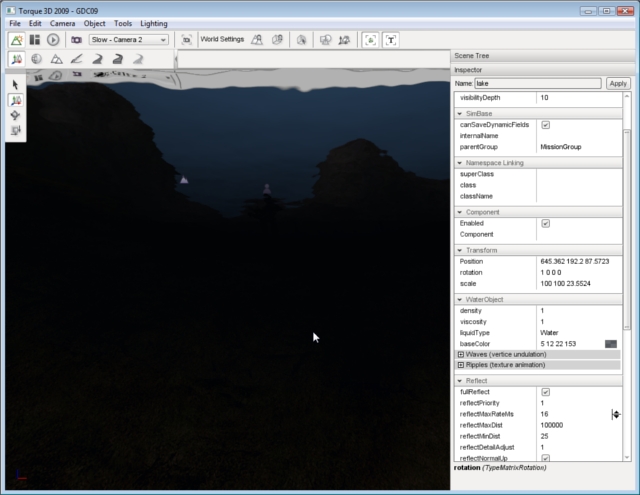 Torque 3D 2009 - GDC09
File Edit Camera Object Tools Lighting
Slow - Camera 2 World Settings
Scene Tree
Inspector
Name: lake Apply
visibilityDepth 10
SimBase
canSaveDynamicFields
internalName
parentGroup MissionGroup
Namespace Linking
superClass
class
className
Component
Enabled
Component
Transform
Position 645.362 192.2 87.5723
rotation 1 0 0 0
scale 100 100 23.5524
WaterObject
density 1
viscosity 1
liquidType Water
baseColor 5 12 22 153
Waves (vertice undulation)
Ripples (texture animation)
Reflect
fullReflect
reflectPriority 1
reflectMaxRateMs 16
reflectMaxDist 100000
reflectMinDist 25
reflectDetailAdjust 1
reflectNormalUp
rotation (TypeMatrixRotation)